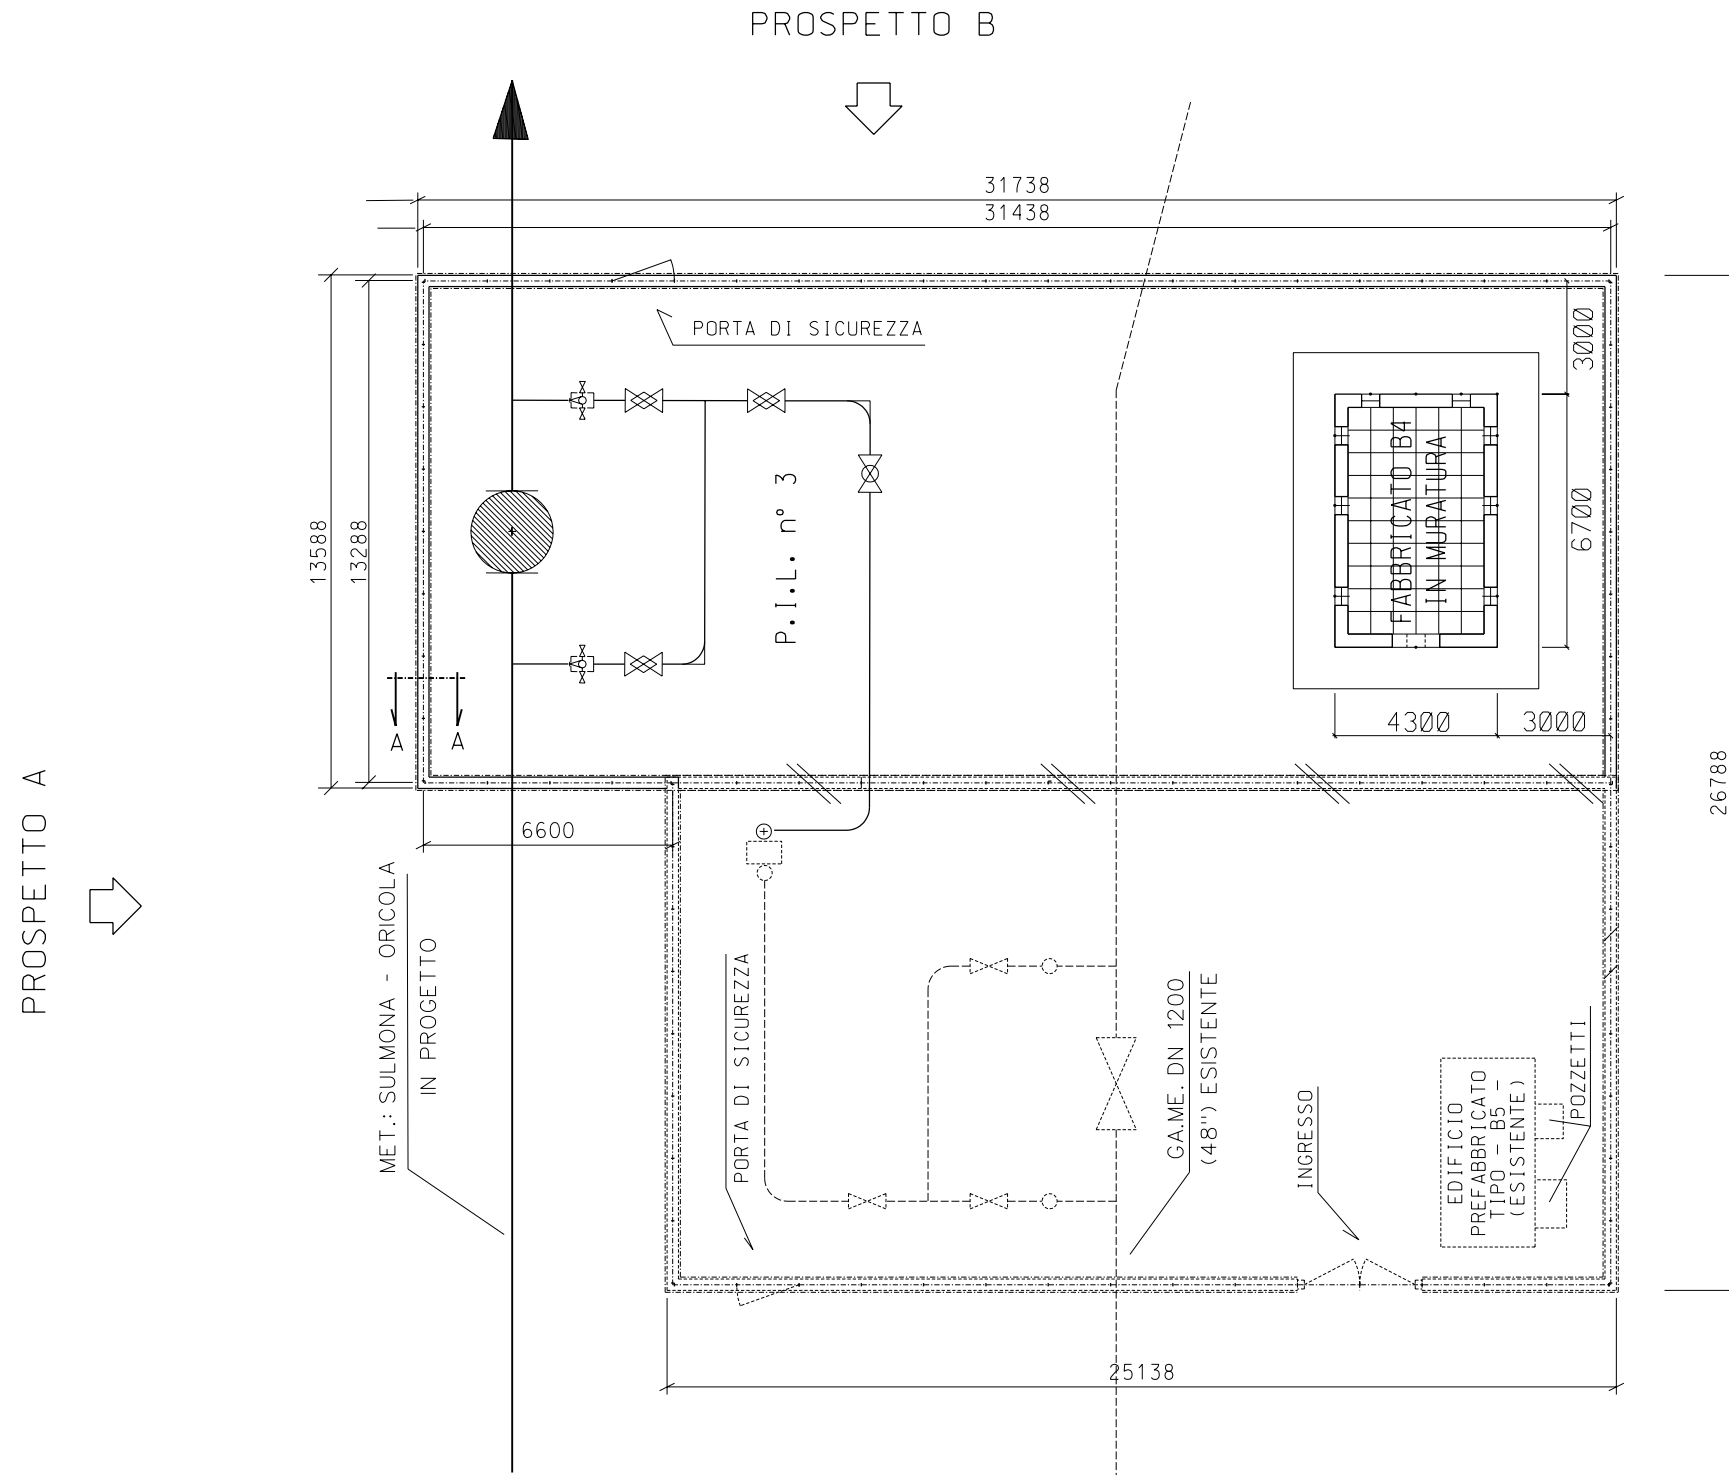 PROSPETTO B
31738
31438
PORTA DI SICUREZZA
3000
13588
13288
P.I.L. n° 3
FABBRICATO B4
IN MURATURA
6700
A
A
4300
3000
PROSPETTO A
26788
6600
MET.: SULMONA - ORICOLA
IN PROGETTO
PORTA DI SICUREZZA
GA.ME. DN 1200
(48") ESISTENTE
INGRESSO
EDIFICIO
PREFABBRICATO
TIPO - B5 -
(ESISTENTE)
POZZETTI
25138